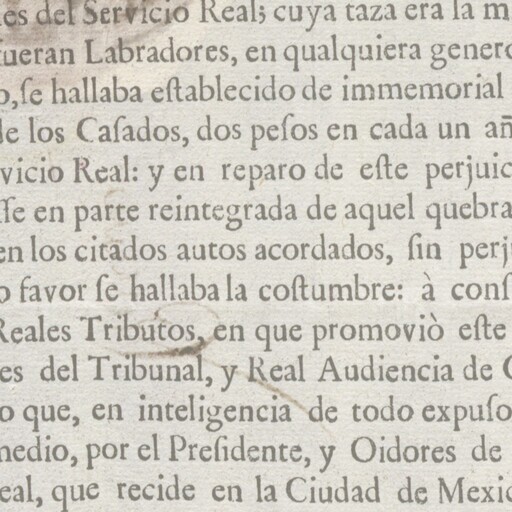 es del Servicio Real; cuya taza era la m
ueran Labradores, en qualquiera genero
o, ſe hallaba eſtablecido de immemorial
de los Caſados, dos peſos en cada un añ
vicio Real: y en reparo de eſte perjuic
ſſe en parte reintegrada de aquel quebra
en los citados autos acordados, ſin perj
o favor ſe hallaba la coſtumbre: à conſ
Reales Tributos, en que promoviò eſte
es del Tribunal, y Real Audiencia de
o que, en inteligencia de todo expuſo
medio, por el Preſidente, y Oidores de
eal, que recide en la Ciudad de Mexic